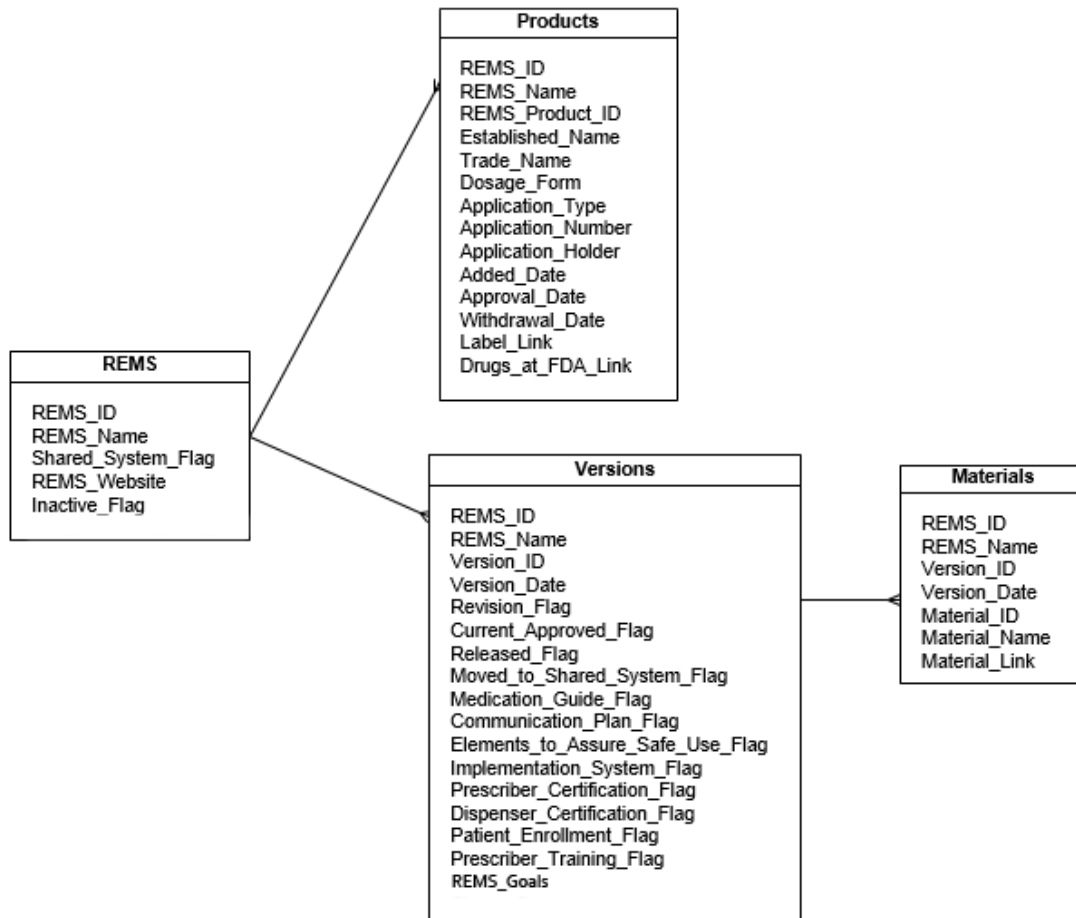 Products
REMS_ID
REMS_Name
REMS_Product_ID
Established_Name
Trade_Name
Dosage_Form
Application_Type
Application_Number
Application_Holder
Added_Date
Approval_Date
Withdrawal_Date
Label_Link
Drugs_at_FDA_Link
REMS
REMS_ID
REMS_Name
Shared_System_Flag
REMS_Website
Inactive_Flag
Versions
REMS_ID
REMS_Name
Version_ID
Version_Date
Revision_Flag
Current_Approved_Flag
Released_Flag
Moved_to_Shared_System_Flag
Medication_Guide_Flag
Communication_Plan_Flag
Elements_to_Assure_Safe_Use_Flag
Implementation_System_Flag
Prescriber_Certification_Flag
Dispenser_Certification_Flag
Patient_Enrollment_Flag
Prescriber_Training_Flag
REMS_Goals
Materials
REMS_ID
REMS_Name
Version_ID
Version_Date
Material_ID
Material_Name
Material_Link